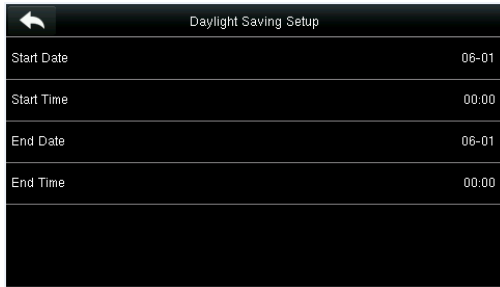 Daylight Saving Setup
Start Date 06-01
Start Time 00:00
End Date 06-01
End Time 00:00